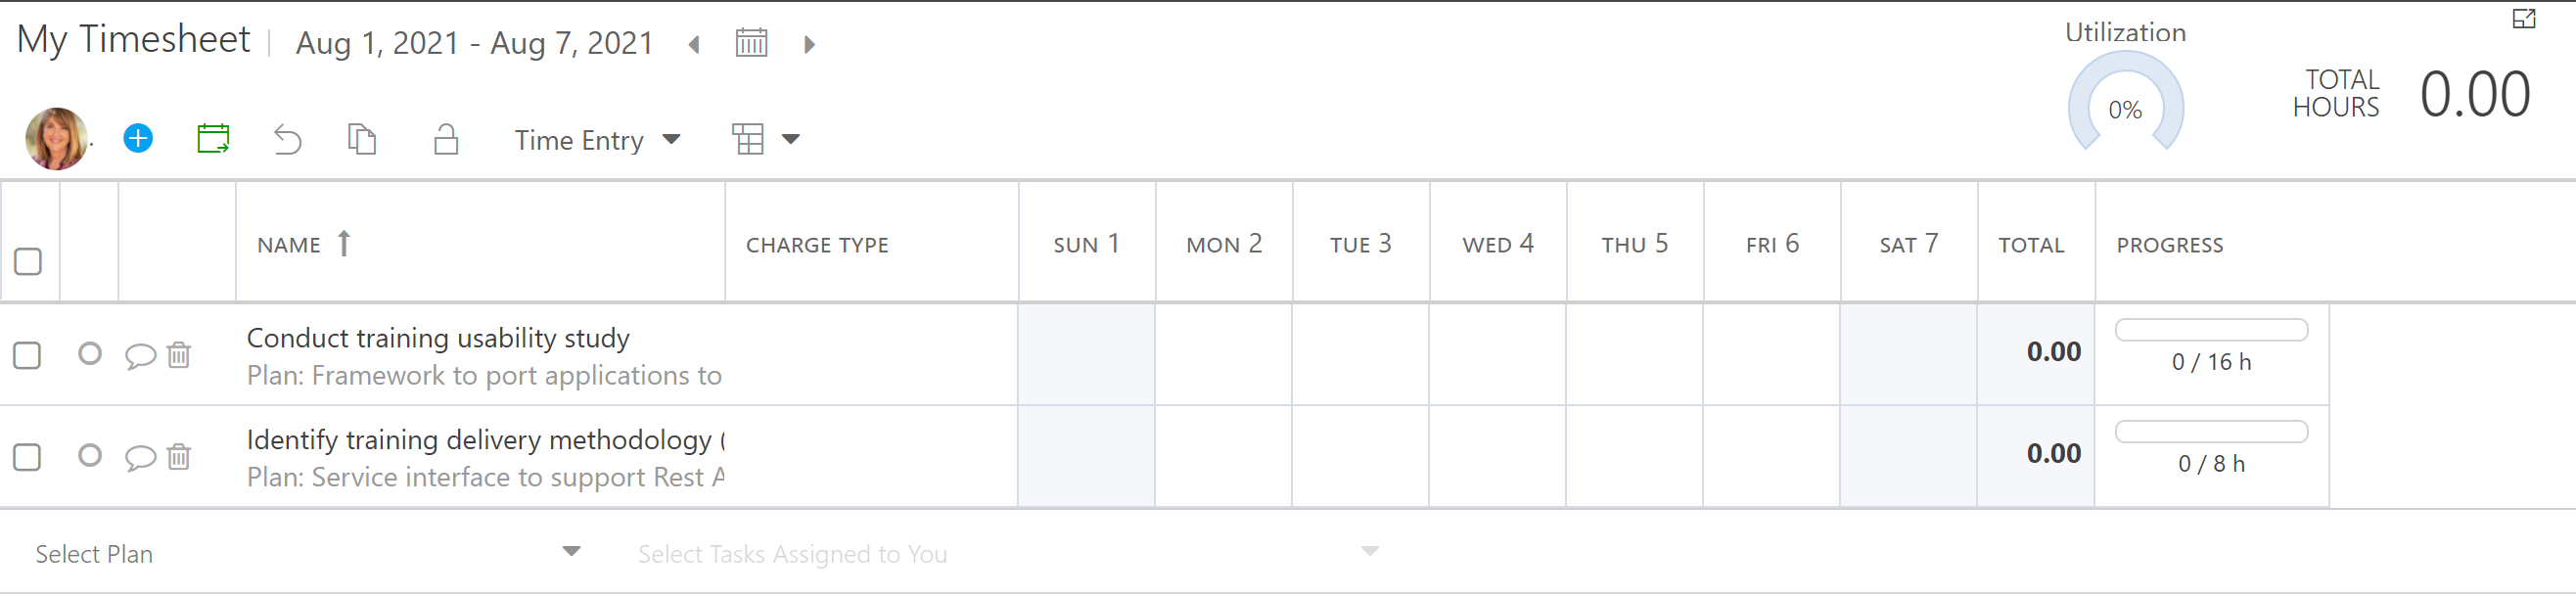 My Timesheet Aug 1, 2021 - Aug 7, 2021
Utilization
0%
TOTAL HOURS 0.00
Time Entry
NAME CHARGE TYPE SUN 1 MON 2 TUE 3 WED 4 THU 5 FRI 6 SAT 7 TOTAL PROGRESS
Conduct training usability study
Plan: Framework to port applications to
0.00
0 / 16 h
Identify training delivery methodology (
Plan: Service interface to support Rest A
0.00
0 / 8 h
Select Plan Select Tasks Assigned to You